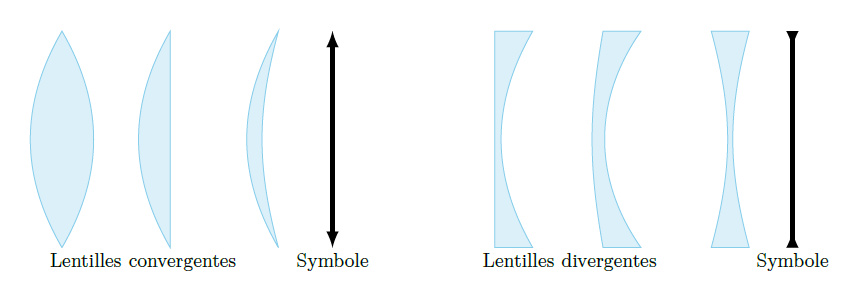 Lentilles convergentes
Symbole
Lentilles divergentes
Symbole